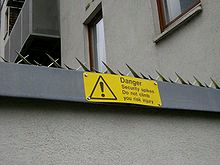 Danger
Security spikes
Do not climb
you risk injury